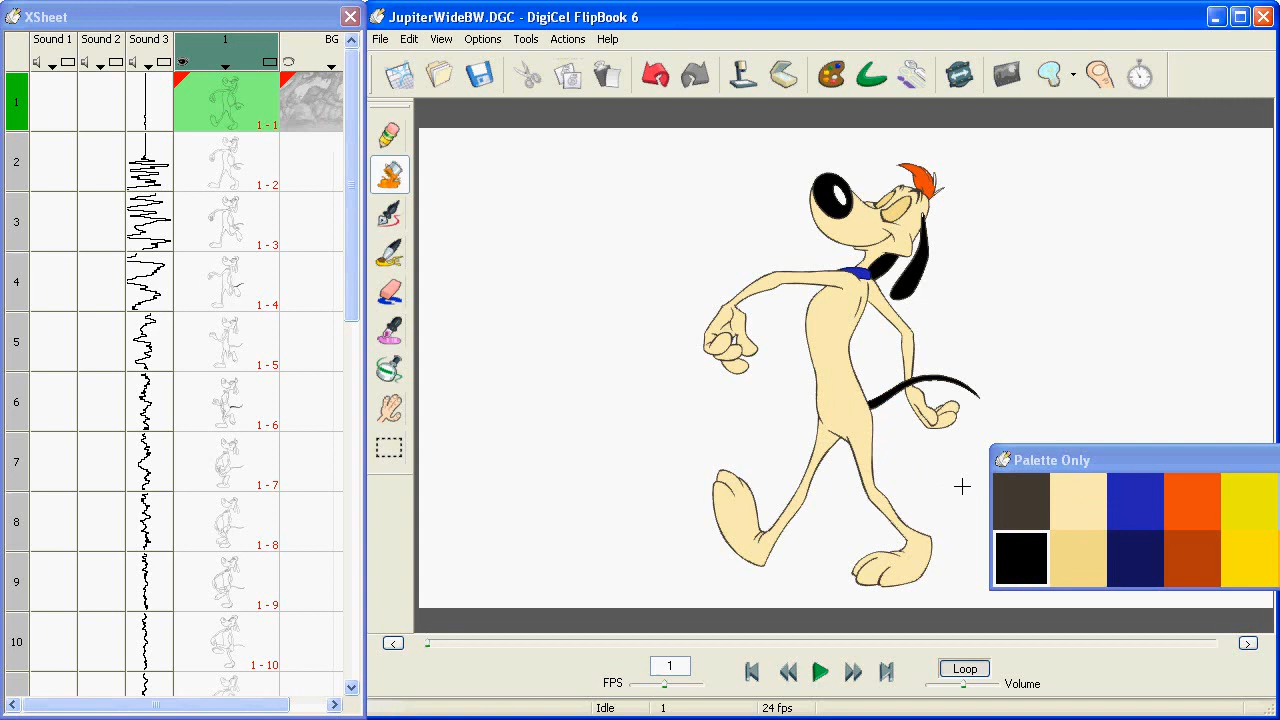 XSheet
Sound 1 Sound 2 Sound 3 1 BG
1 1 - 1
2 1 - 2
3 1 - 3
4 1 - 4
5 1 - 5
6 1 - 6
7 1 - 7
8 1 - 8
9 1 - 9
10 1 - 10
JupiterWideBW.DGC - DigiCel FlipBook 6
File Edit View Options Tools Actions Help
Palette Only
< >
FPS 1 Loop Volume
Idle 1 24 fps